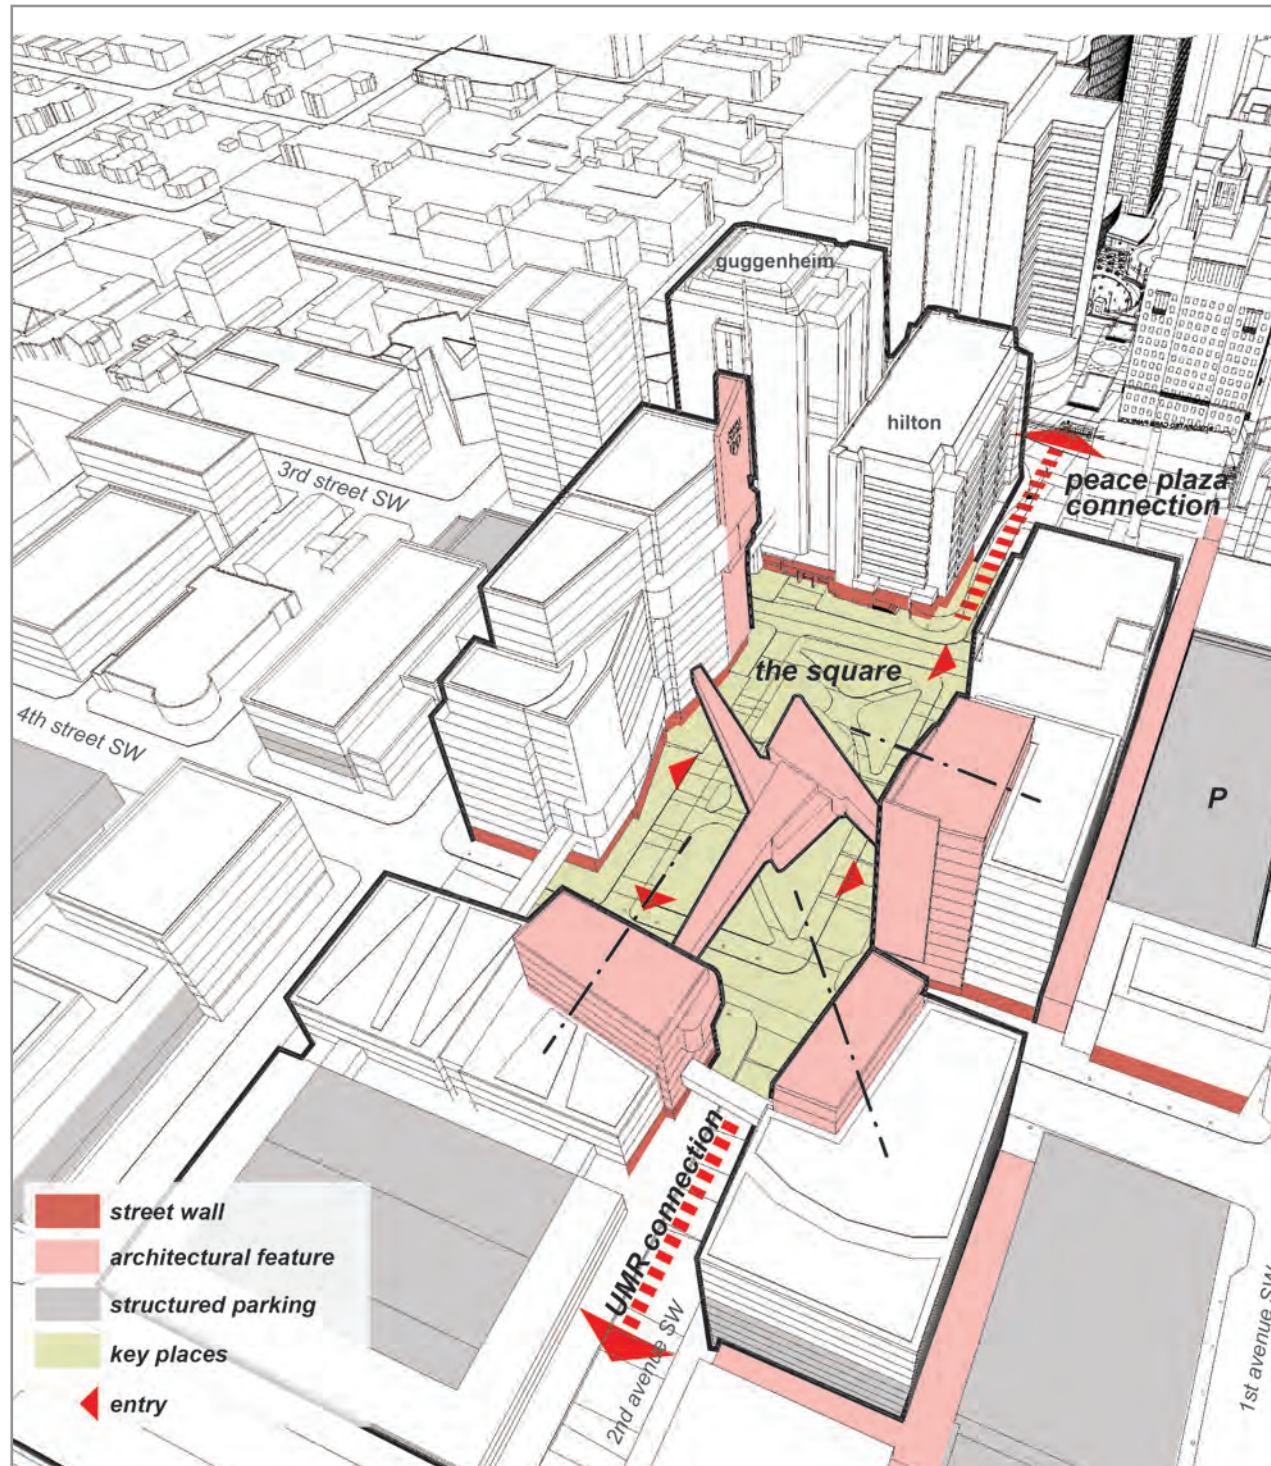 guggenheim
hilton
peace plaza
connection
3rd street SW
the square
4th street SW
P
UMR connection
2nd avenue SW
1st avenue SW
street wall
architectural feature
structured parking
key places
entry